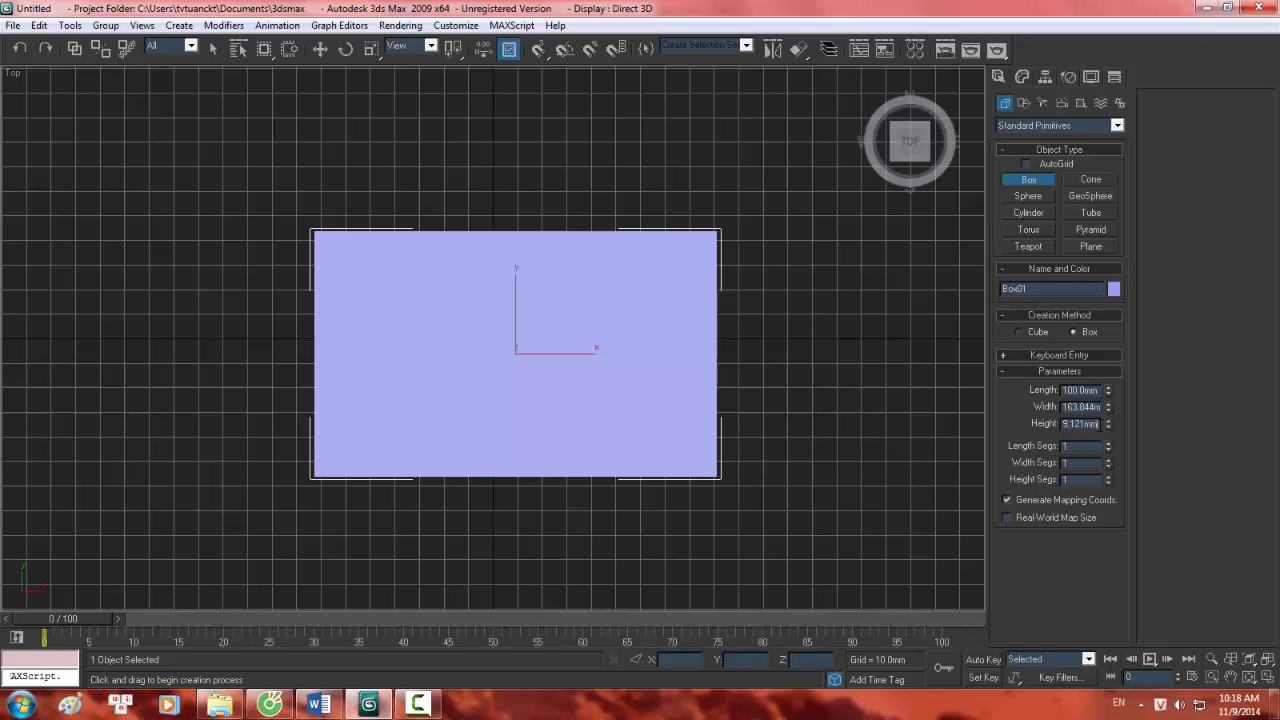 Untitled - Project Folder: C:\Users\tvtuanckt\Documents\3dsmax - Autodesk 3ds Max 2009 x64 - Unregistered Version - Display : Direct 3D
File Edit Tools Group Views Create Modifiers Animation Graph Editors Rendering Customize MAXScript Help
All View Create Selection Set
Top
TOP
Standard Primitives
- Object Type
AutoGrid
Box Cone
Sphere GeoSphere
Cylinder Tube
Torus Pyramid
Teapot Plane
- Name and Color
Box01
- Creation Method
Cube Box
+ Keyboard Entry
- Parameters
Length: 100.0mm
Width: 163.844m
Height: 9.121mm
Length Segs: 1
Width Segs: 1
Height Segs: 1
Generate Mapping Coords.
Real-World Map Size
y
z x
y
x
< 0 / 100 >
0 5 10 15 20 25 30 35 40 45 50 55 60 65 70 75 80 85 90 95 100
1 Object Selected X: Y: Z: Grid = 10.0mm Auto Key Selected
AXScript. Click and drag to begin creation process Add Time Tag Set Key Key Filters... 0
EN V 10:18 AM
11/9/2014